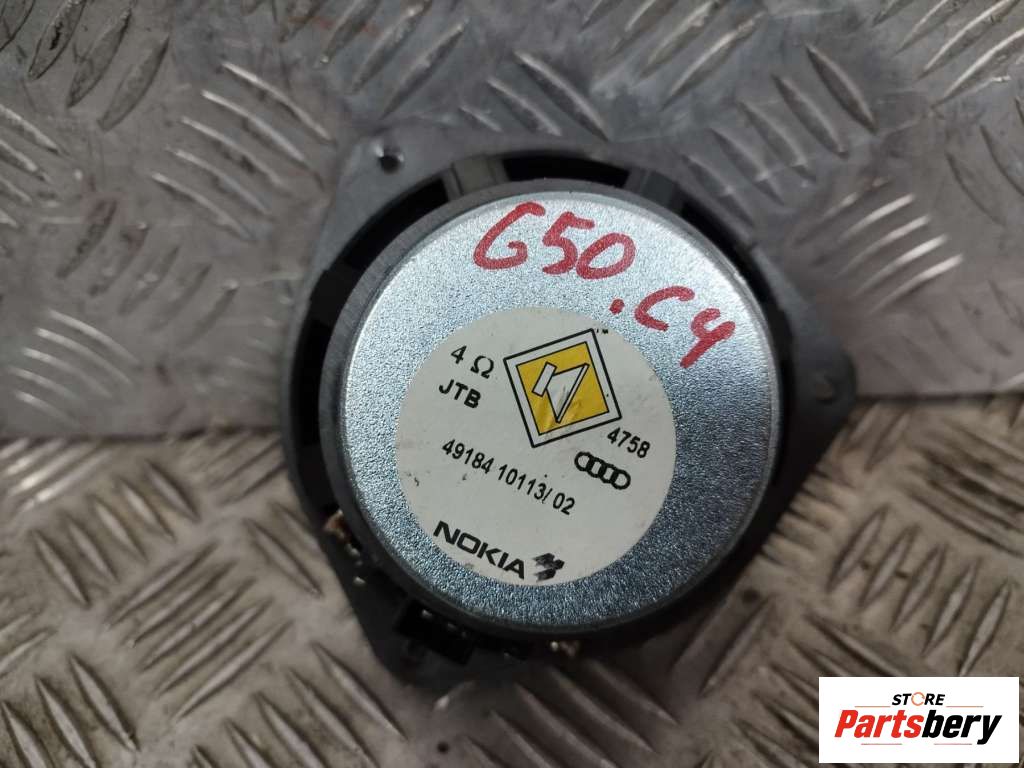 G50.C4
4 Ω
JTB
4758
49184 10113/02
NOKIA
STORE
Partsbery